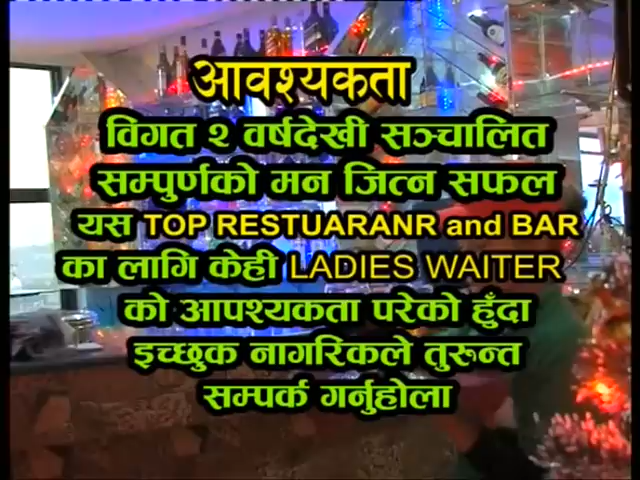 आवश्यकता
विगत २ वर्षदेखी सञ्चालित
सम्पुर्णको मन जित्न सफल
यस TOP RESTUARANR and BAR
का लागि केही LADIES WAITER
को आपश्यकता परेको हुँदा
इच्छुक नागरिकले तुरुन्त
सम्पर्क गर्नुहोला